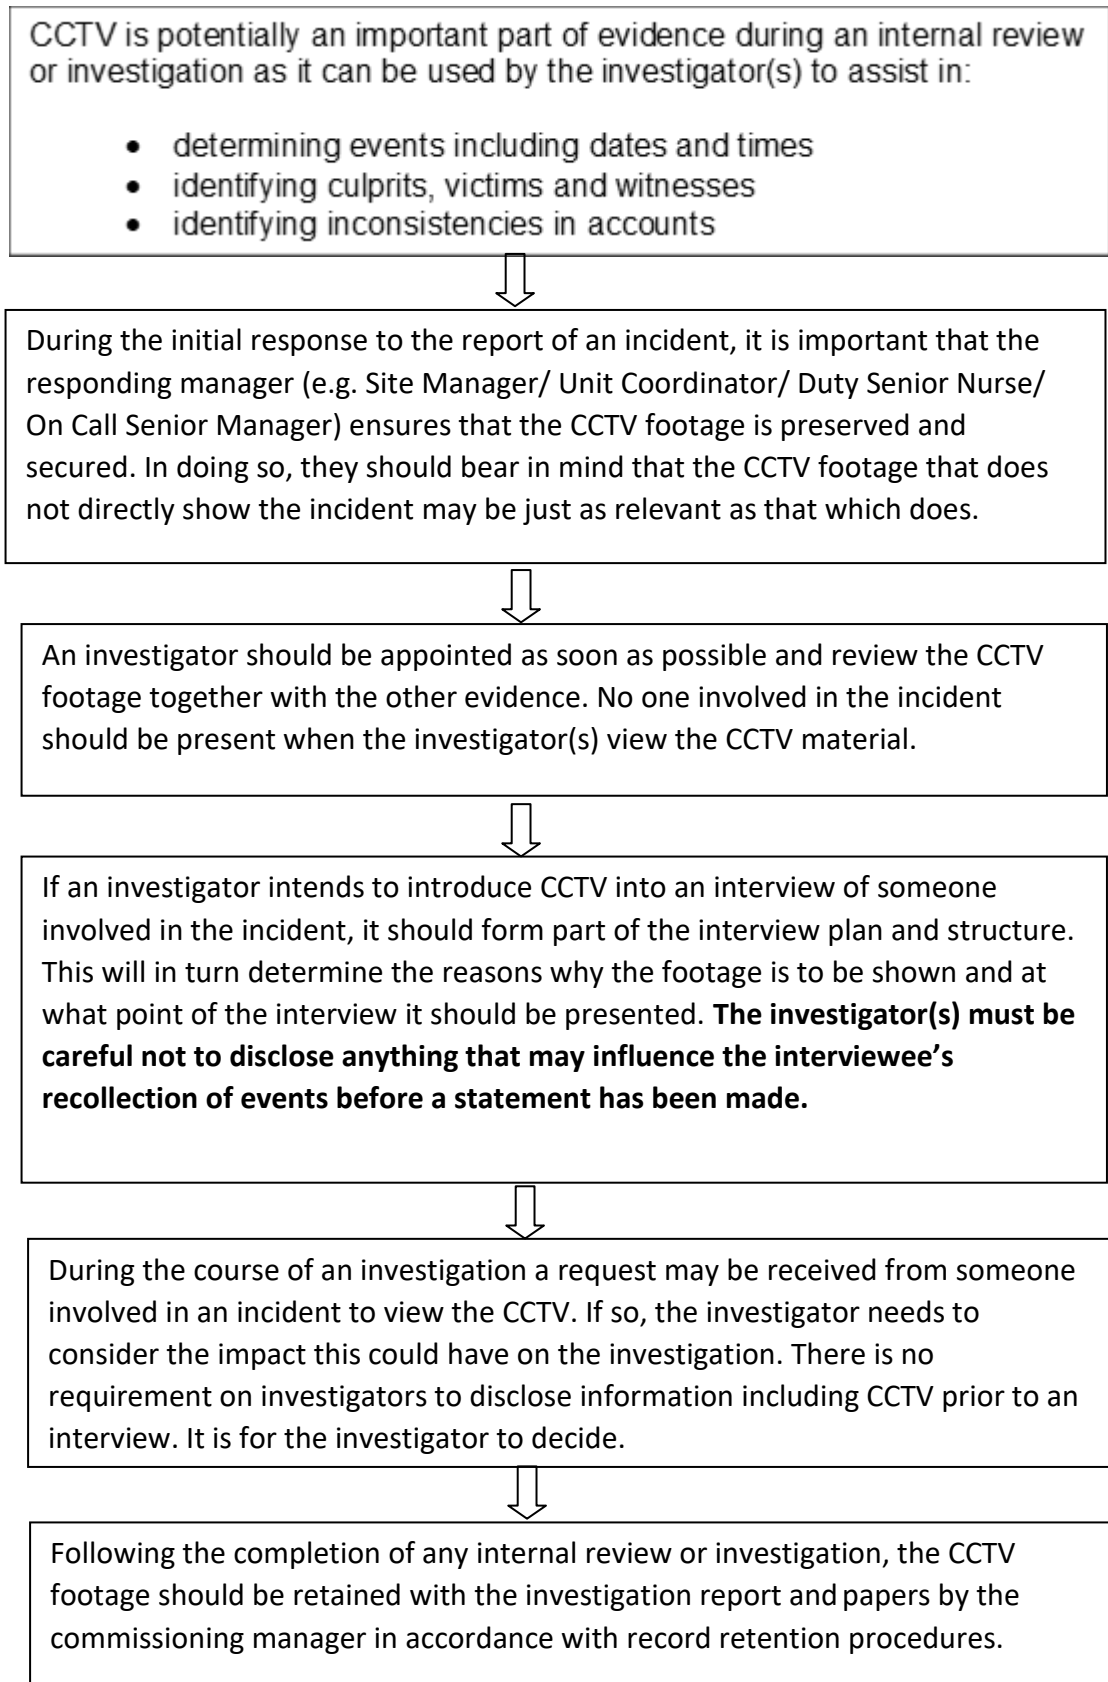 CCTV is potentially an important part of evidence during an internal review
or investigation as it can be used by the investigator(s) to assist in:
• determining events including dates and times
• identifying culprits, victims and witnesses
• identifying inconsistencies in accounts
During the initial response to the report of an incident, it is important that the
responding manager (e.g. Site Manager/ Unit Coordinator/ Duty Senior Nurse/
On Call Senior Manager) ensures that the CCTV footage is preserved and
secured. In doing so, they should bear in mind that the CCTV footage that does
not directly show the incident may be just as relevant as that which does.
An investigator should be appointed as soon as possible and review the CCTV
footage together with the other evidence. No one involved in the incident
should be present when the investigator(s) view the CCTV material.
If an investigator intends to introduce CCTV into an interview of someone
involved in the incident, it should form part of the interview plan and structure.
This will in turn determine the reasons why the footage is to be shown and at
what point of the interview it should be presented. The investigator(s) must be
careful not to disclose anything that may influence the interviewee’s
recollection of events before a statement has been made.
During the course of an investigation a request may be received from someone
involved in an incident to view the CCTV. If so, the investigator needs to
consider the impact this could have on the investigation. There is no
requirement on investigators to disclose information including CCTV prior to an
interview. It is for the investigator to decide.
Following the completion of any internal review or investigation, the CCTV
footage should be retained with the investigation report and papers by the
commissioning manager in accordance with record retention procedures.